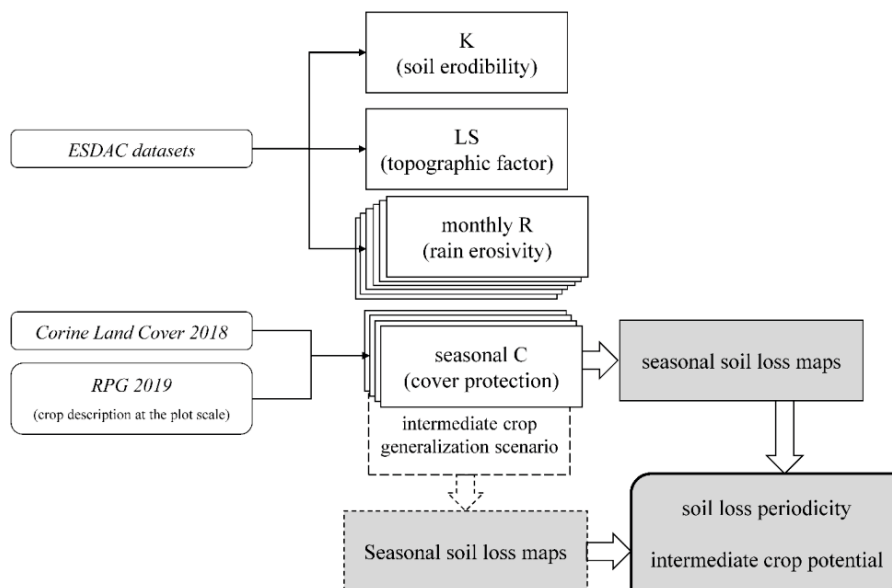 K
(soil erodibility)
ESDAC datasets
LS
(topographic factor)
monthly R
(rain erosivity)
Corine Land Cover 2018
RPG 2019
(crop description at the plot scale)
seasonal C
(cover protection)
seasonal soil loss maps
intermediate crop
generalization scenario
Seasonal soil loss maps
soil loss periodicity
intermediate crop potential